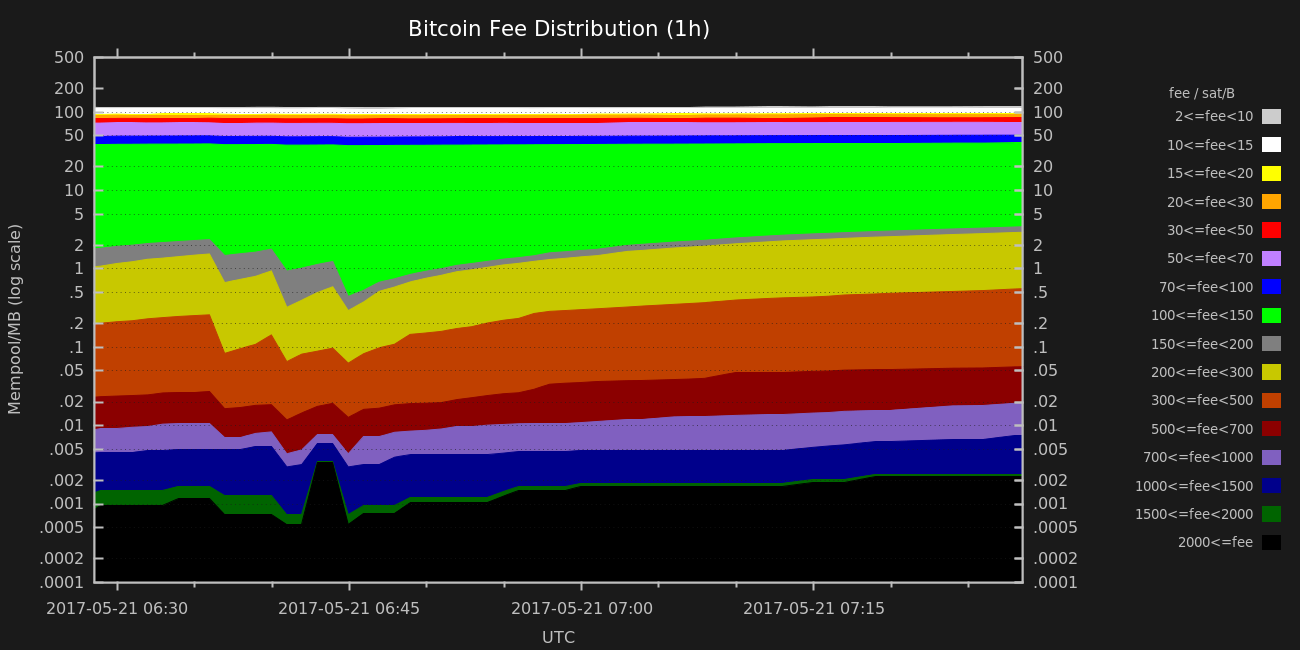 Bitcoin Fee Distribution (1h)
Mempool/MB (log scale)
500
200
100
50
20
10
5
2
1
.5
.2
.1
.05
.02
.01
.005
.002
.001
.0005
.0002
.0001
500
200
100
50
20
10
5
2
1
.5
.2
.1
.05
.02
.01
.005
.002
.001
.0005
.0002
.0001
2017-05-21 06:30
2017-05-21 06:45
2017-05-21 07:00
2017-05-21 07:15
UTC
fee / sat/B
2<=fee<10
10<=fee<15
15<=fee<20
20<=fee<30
30<=fee<50
50<=fee<70
70<=fee<100
100<=fee<150
150<=fee<200
200<=fee<300
300<=fee<500
500<=fee<700
700<=fee<1000
1000<=fee<1500
1500<=fee<2000
2000<=fee